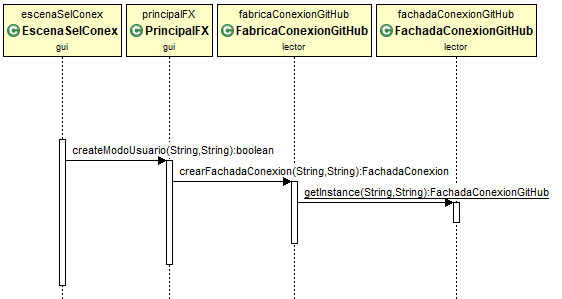 escenaSelConex
EscenaSelConex
gui
principalFX
PrincipalFX
gui
fabricaConexionGitHub
FabricaConexionGitHub
lector
fachadaConexionGitHub
FachadaConexionGitHub
lector
createModoUsuario(String,String):boolean
crearFachadaConexion(String,String):FachadaConexion
getInstance(String,String):FachadaConexionGitHub